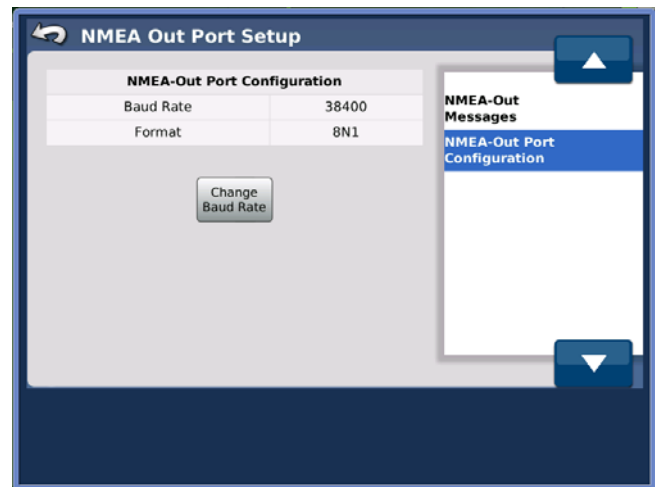 NMEA Out Port Setup
NMEA-Out Port Configuration
Baud Rate 38400
Format 8N1
Change
Baud Rate
NMEA-Out
Messages
NMEA-Out Port
Configuration